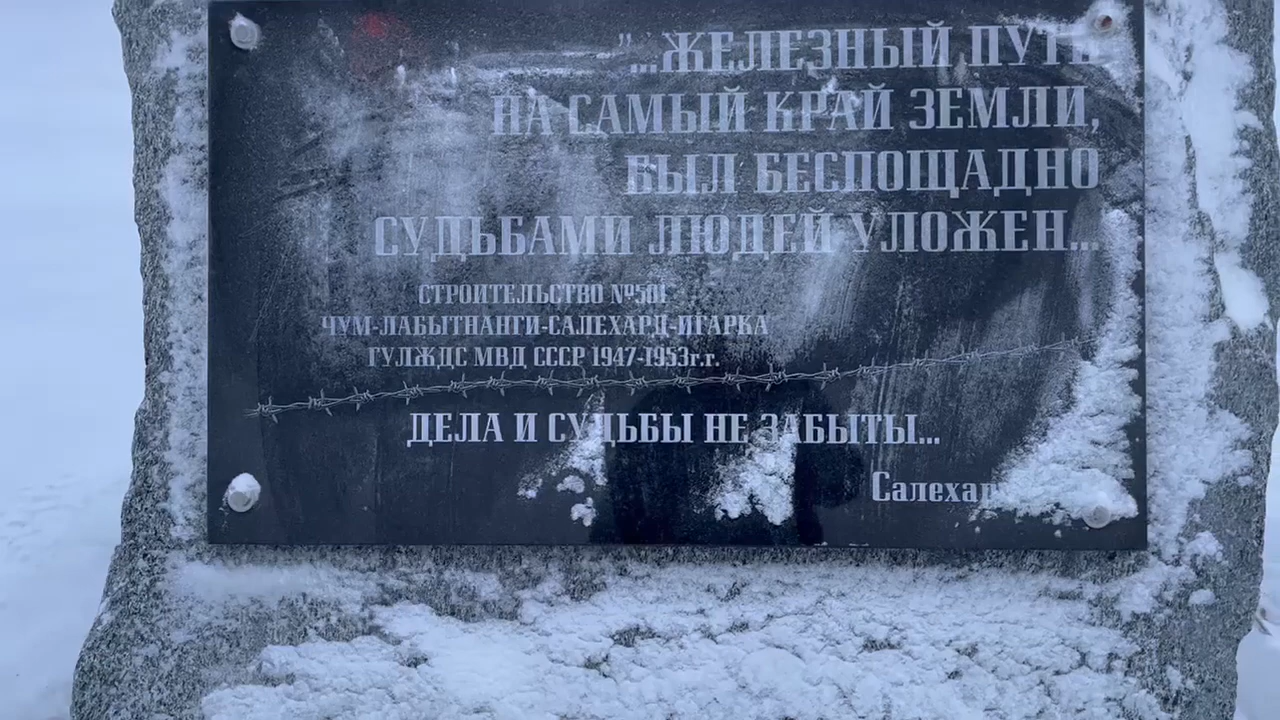 "...ЖЕЛЕЗНЫЙ ПУТЬ
НА САМЫЙ КРАЙ ЗЕМЛИ,
БЫЛ БЕСПОЩАДНО
СУДЬБАМИ ЛЮДЕЙ УЛОЖЕН...
СТРОИТЕЛЬСТВО №501
ЧУМ-ЛАБЫТНАНГИ-САЛЕХАРД-ИГАРКА
ГУЛЖДС МВД СССР 1947-1953г.г.
ДЕЛА И СУДЬБЫ НЕ ЗАБЫТЫ...